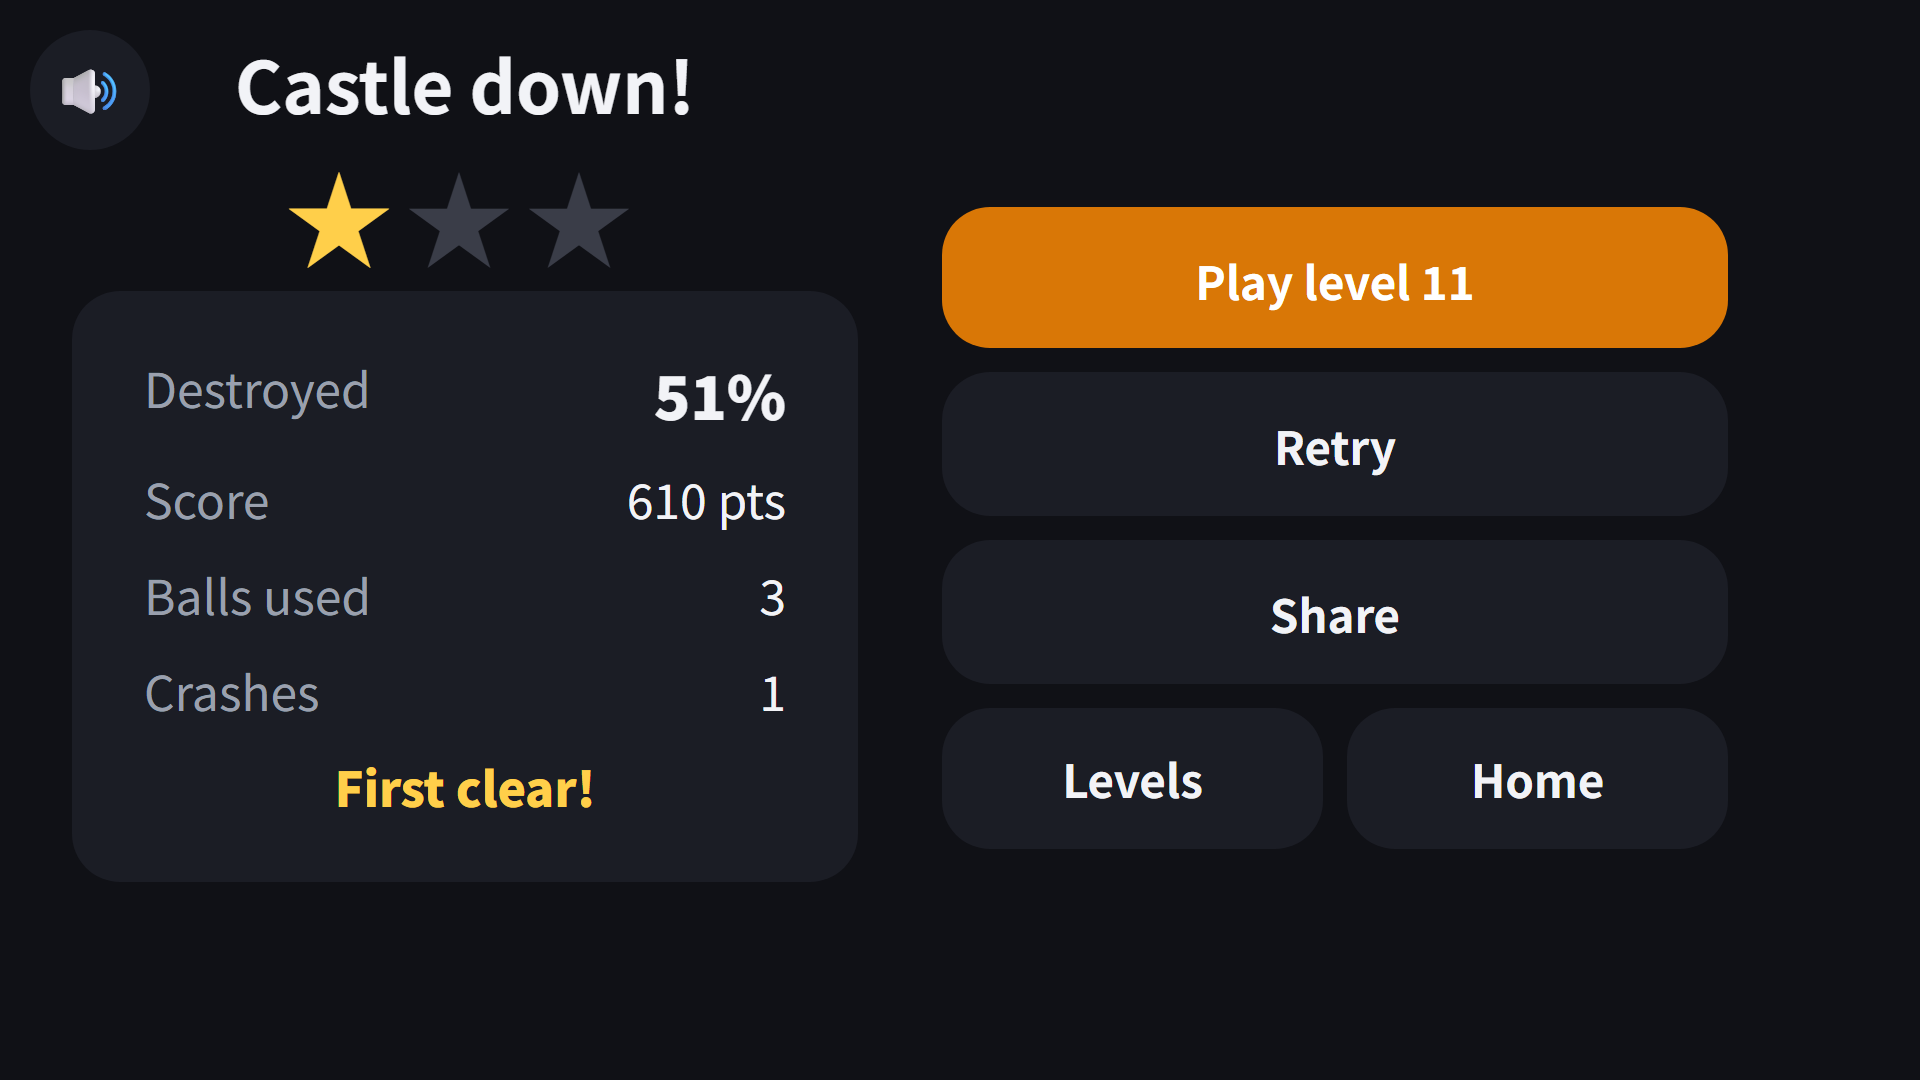 Castle down!
Destroyed 51%
Score 610 pts
Balls used 3
Crashes 1
First clear!
Play level 11
Retry
Share
Levels
Home